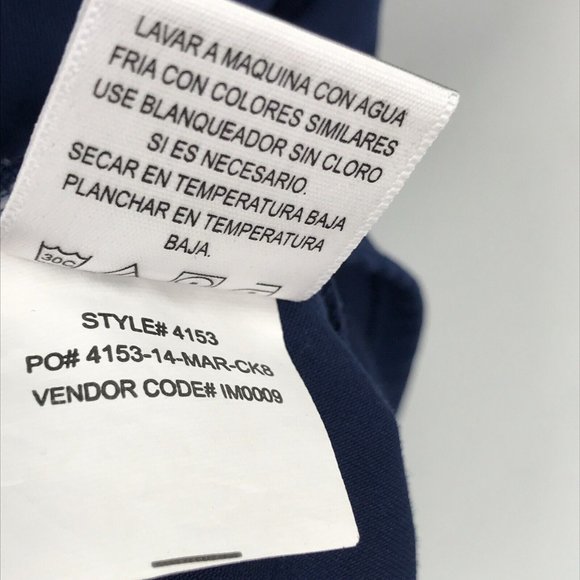 LAVAR A MAQUINA CON AGUA
FRIA CON COLORES SIMILARES
USE BLANQUEADOR SIN CLORO
SI ES NECESARIO.
SECAR EN TEMPERATURA BAJA
PLANCHAR EN TEMPERATURA
BAJA.
30C
STYLE# 4153
PO# 4153-14-MAR-CKB
VENDOR CODE# IM0009